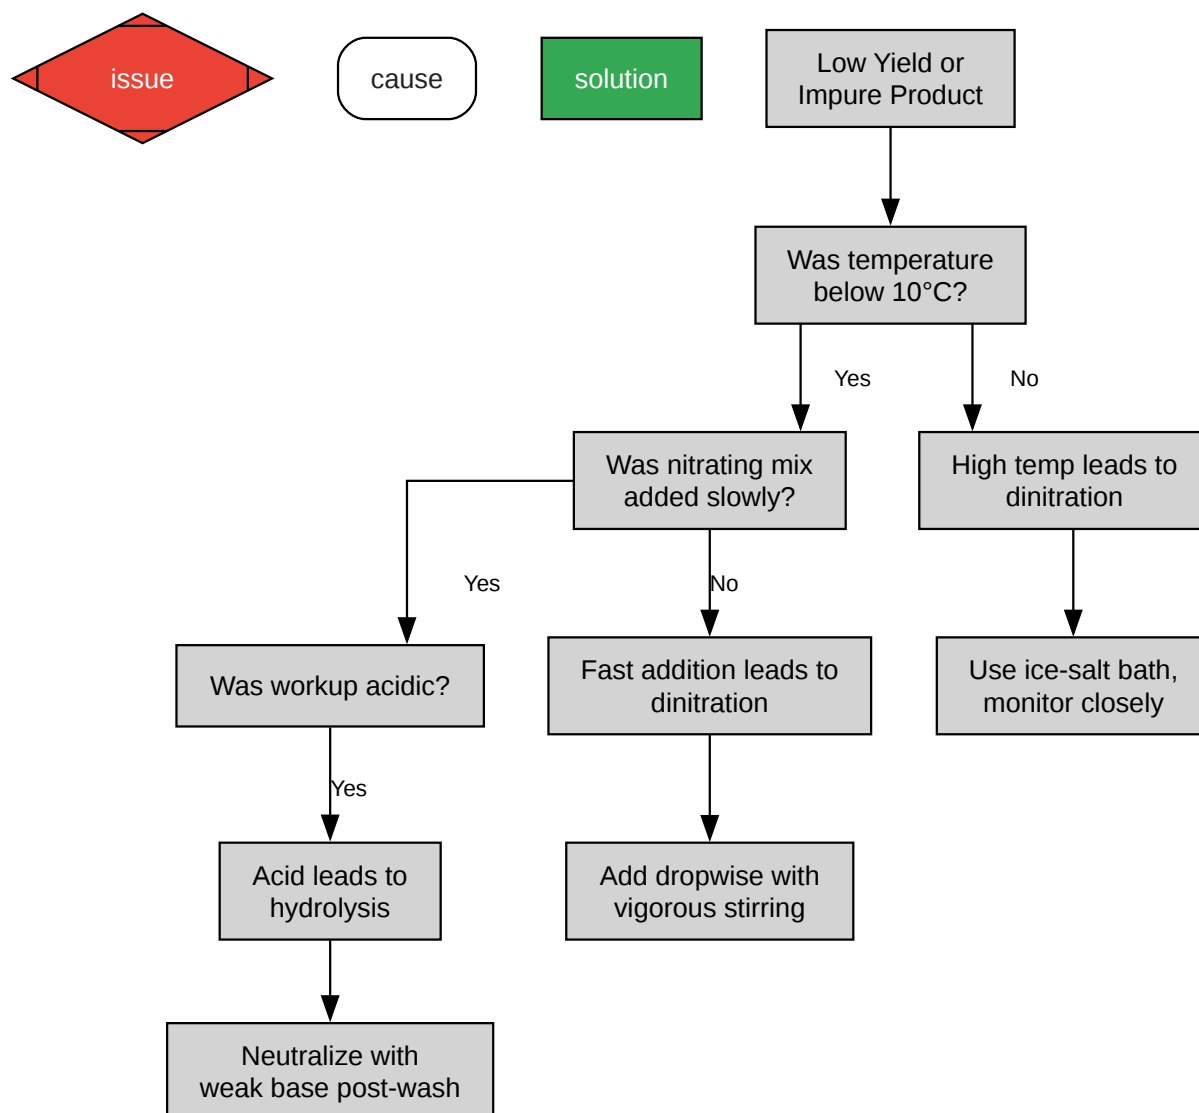 issue
cause
solution
Low Yield or
Impure Product
Was temperature
below 10°C?
Yes
No
Was nitrating mix
added slowly?
High temp leads to
dinitration
Yes
No
Was workup acidic?
Fast addition leads to
dinitration
Use ice-salt bath,
monitor closely
Yes
Acid leads to
hydrolysis
Add dropwise with
vigorous stirring
Neutralize with
weak base post-wash